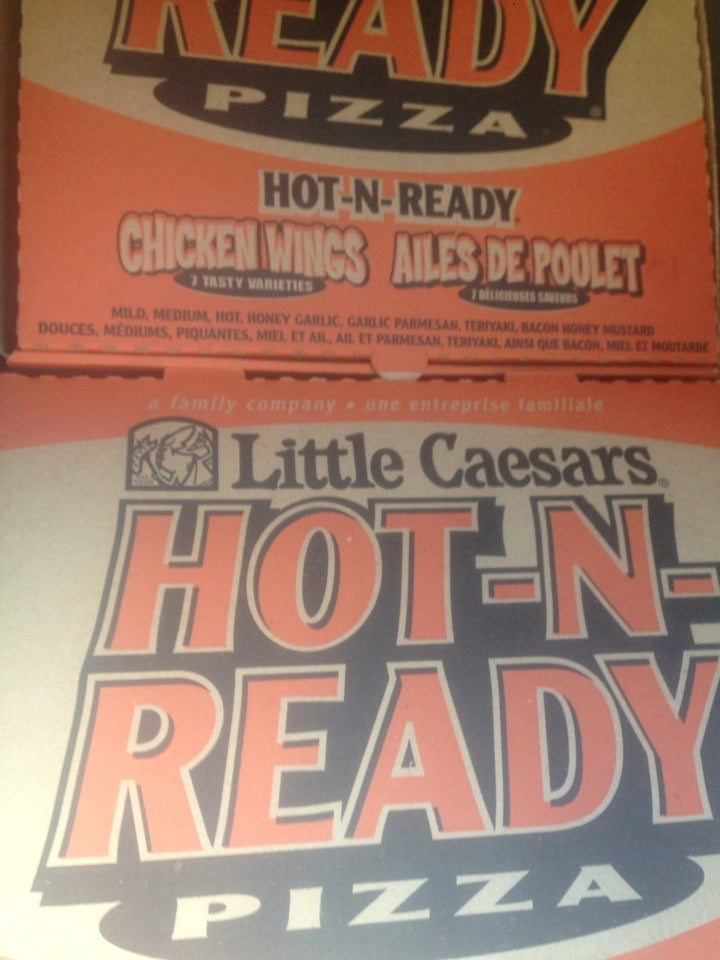 READY
PIZZA
HOT-N-READY
CHICKEN WINGS AILES DE POULET
7 TASTY VARIETIES 7 DÉLICIEUSES SAVEURS
MILD, MEDIUM, HOT, HONEY GARLIC, GARLIC PARMESAN, TERIYAKI, BACON HONEY MUSTARD
DOUCES, MÉDIUMS, PIQUANTES, MIEL ET AIL, AIL ET PARMESAN, TERIYAKI, AINSI QUE BACON, MIEL ET MOUTARDE
a family company • une entreprise familiale
Little Caesars®
HOT-N-
READY
PIZZA